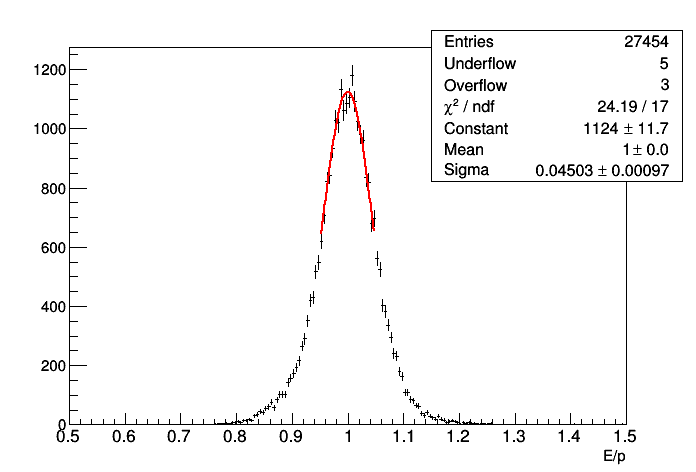 Entries 27454
Underflow 5
Overflow 3
χ² / ndf 24.19 / 17
Constant 1124 ± 11.7
Mean 1 ± 0.0
Sigma 0.04503 ± 0.00097
1200
1000
800
600
400
200
0
0.5 0.6 0.7 0.8 0.9 1 1.1 1.2 1.3 1.4 1.5
E/p